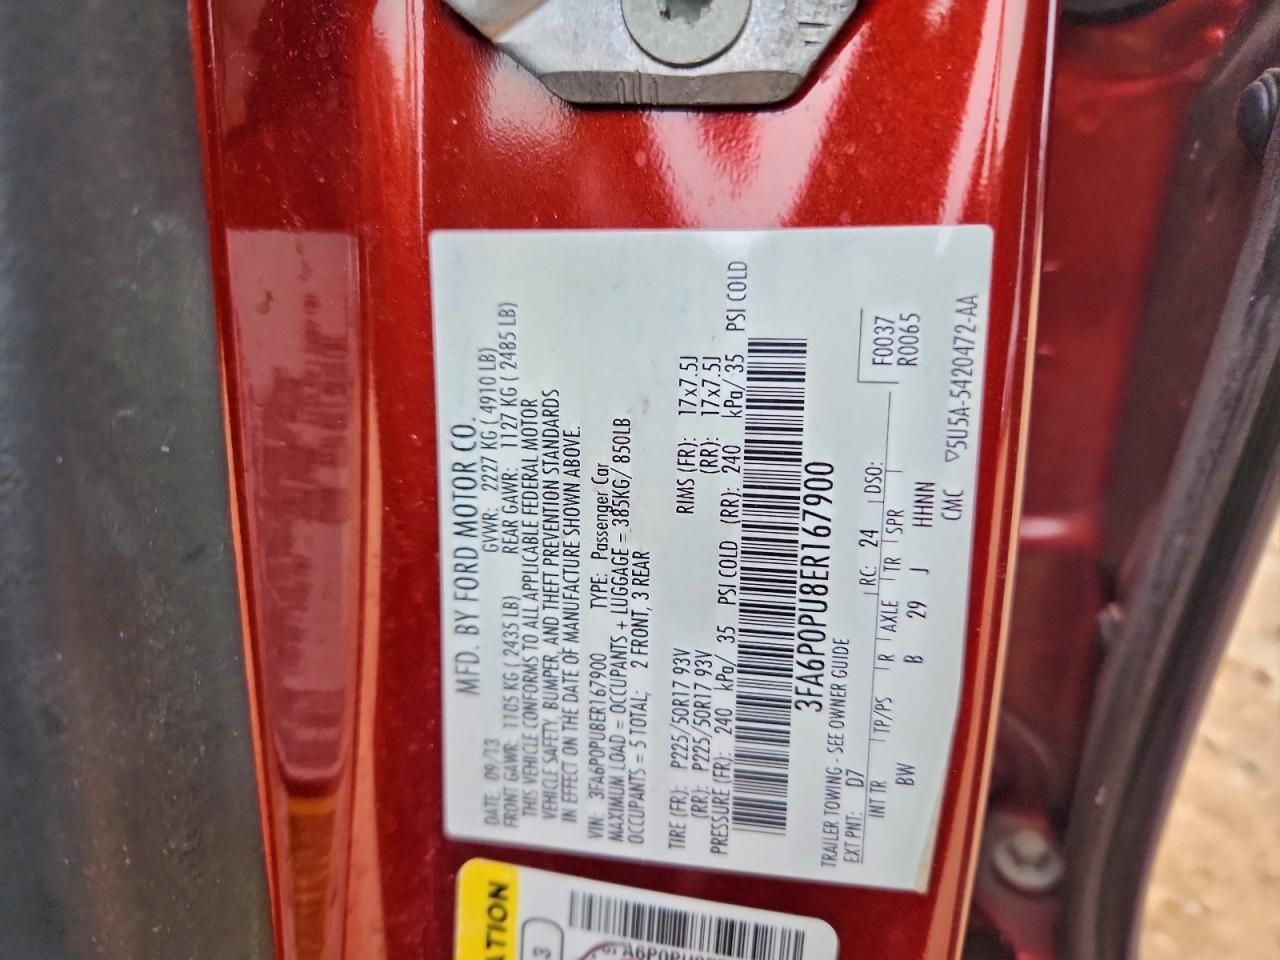 MFD. BY FORD MOTOR CO.
DATE 09/13 GVWR: 2227 KG ( 4910 LB)
FRONT GAWR: 1105 KG ( 2435 LB) REAR GAWR: 1127 KG ( 2485 LB)
THIS VEHICLE CONFORMS TO ALL APPLICABLE FEDERAL MOTOR
VEHICLE SAFETY, BUMPER, AND THEFT PREVENTION STANDARDS
IN EFFECT ON THE DATE OF MANUFACTURE SHOWN ABOVE.
VIN: 3FA6P0PU8ER167900 TYPE: Passenger Car
MAXIMUM LOAD = OCCUPANTS + LUGGAGE = 385KG/ 850LB
OCCUPANTS = 5 TOTAL; 2 FRONT, 3 REAR
TIRE (FR): P225/50R17 93V RIMS (FR): 17x7.5J
(RR): P225/50R17 93V (RR): 17x7.5J
PRESSURE (FR): 240 kPa/ 35 PSI COLD (RR): 240 kPa/ 35 PSI COLD
3FA6P0PU8ER167900
TRAILER TOWING - SEE OWNER GUIDE
EXT PNT: D7 RC: 24 DSO: F0037
R0065
INT TR TP/PS R AXLE TR SPR
BW B 29 J HHNN
CMC ▽5U5A-5420472-AA
ATION
3